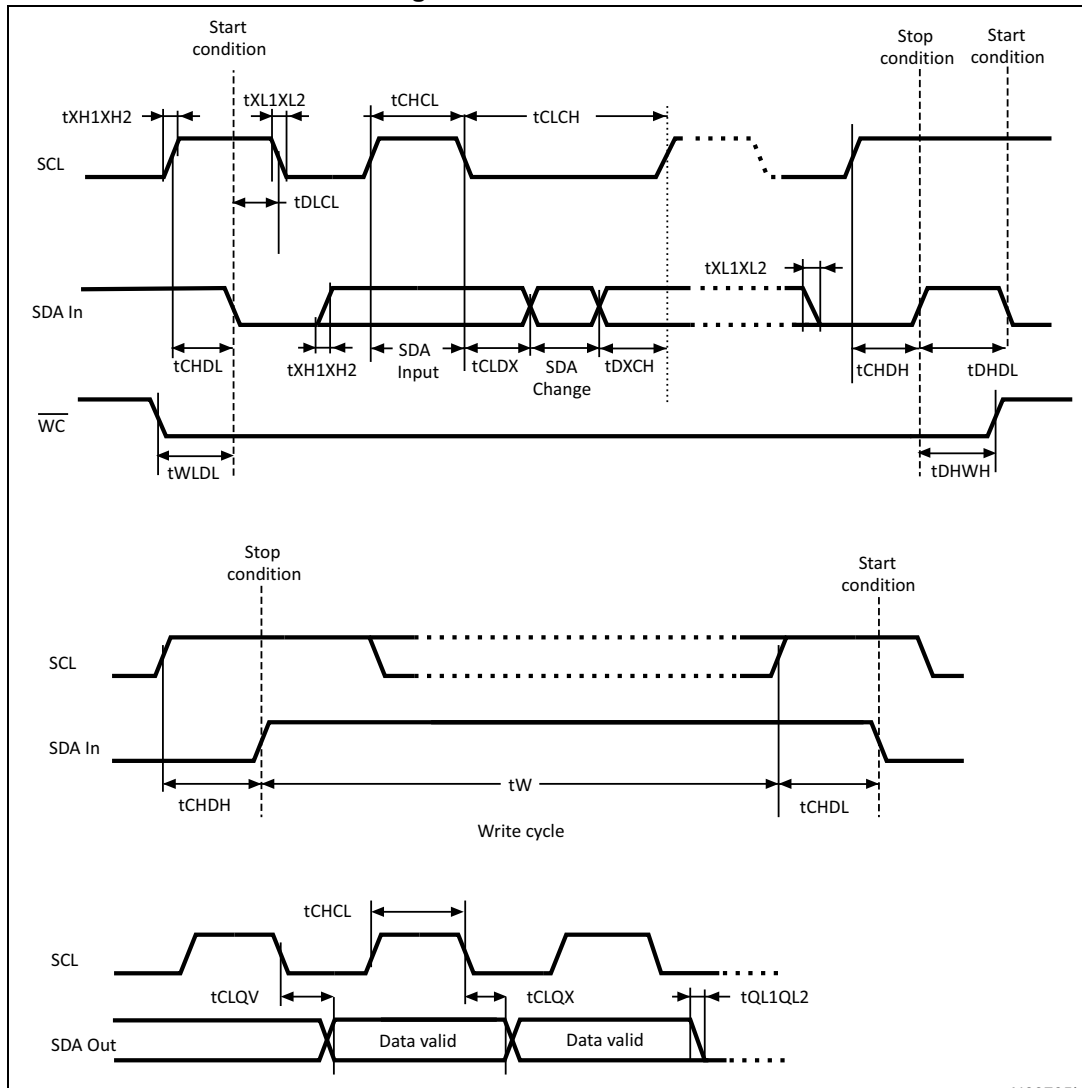 Start
condition
Stop
condition
Start
condition
tXH1XH2
tXL1XL2
tCHCL
tCLCH
SCL
tDLCL
tXL1XL2
SDA In
tCHDL
tXH1XH2
SDA
Input
tCLDX
SDA
Change
tDXCH
tCHDH
tDHDL
WC
tWLDL
tDHWH
Stop
condition
Start
condition
SCL
SDA In
tCHDH
tW
tCHDL
Write cycle
tCHCL
SCL
tCLQV
tCLQX
tQL1QL2
SDA Out
Data valid
Data valid